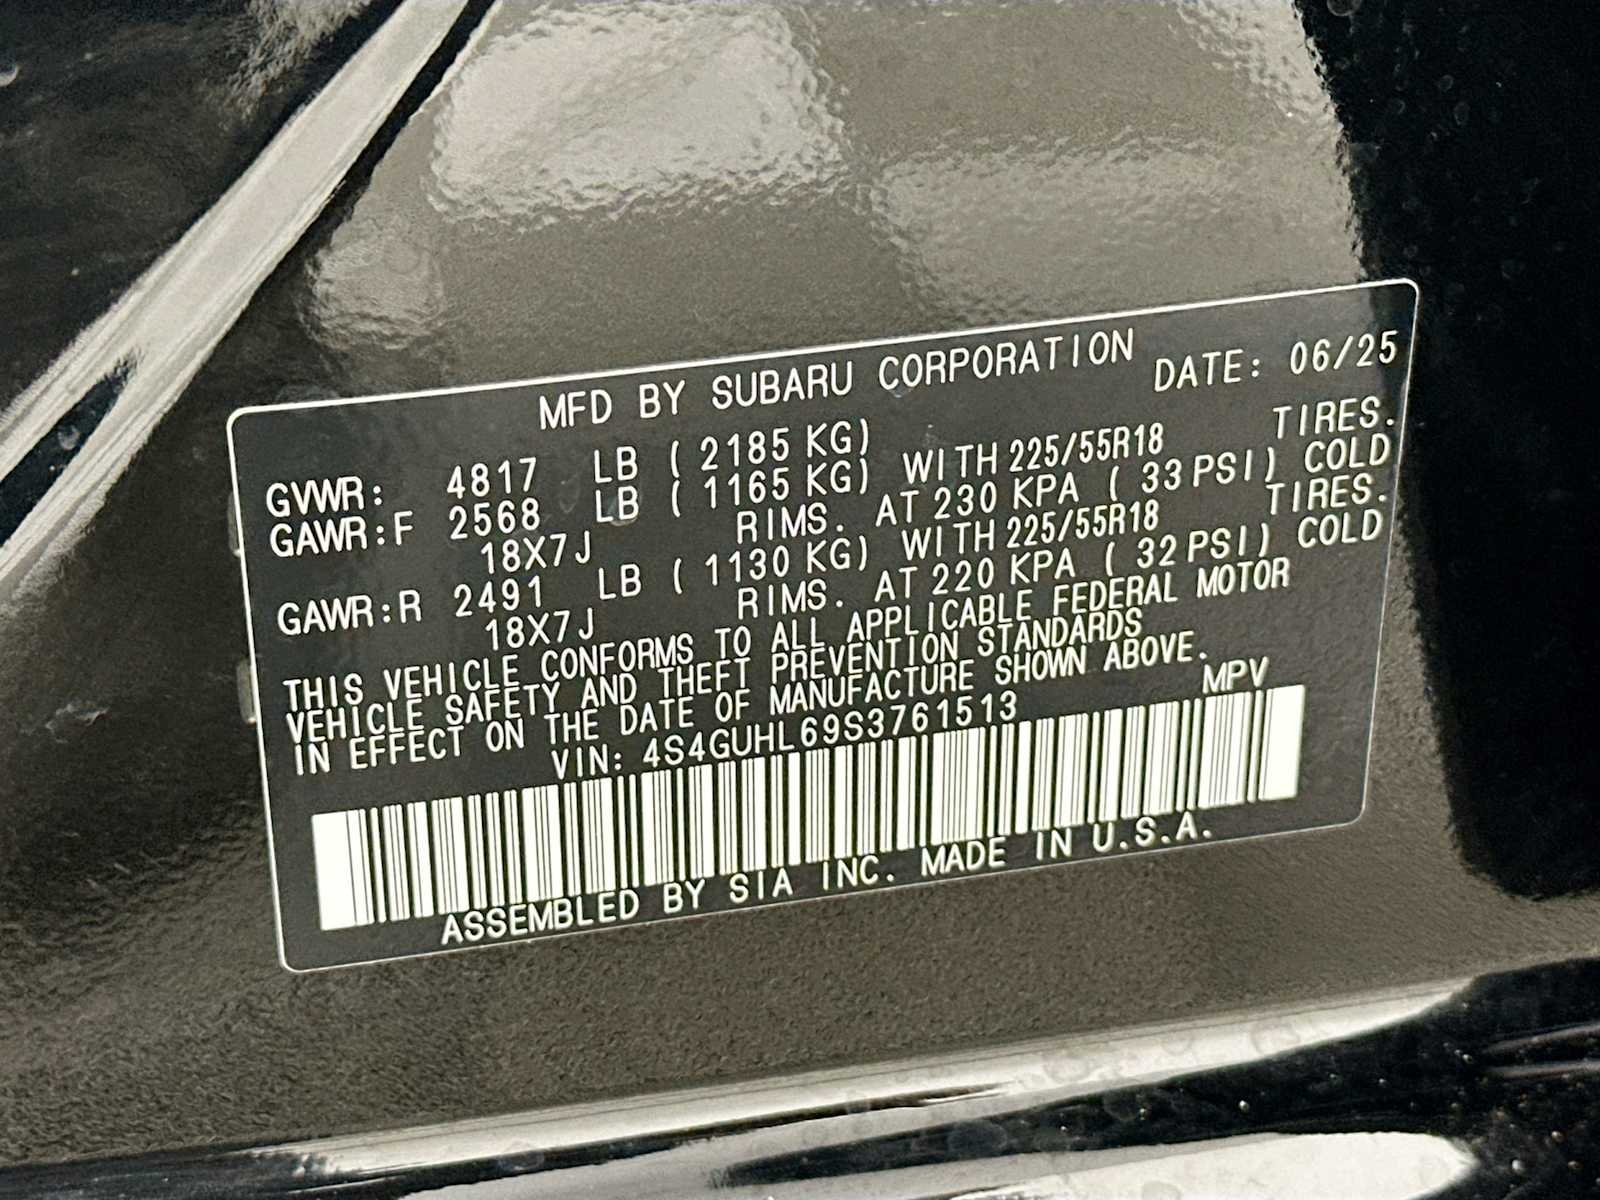 MFD BY SUBARU CORPORATION DATE: 06/25
GVWR: 4817 LB ( 2185 KG)
GAWR:F 2568 LB ( 1165 KG) WITH 225/55R18 TIRES.
18X7J RIMS. AT 230 KPA ( 33 PSI) COLD
GAWR:R 2491 LB ( 1130 KG) WITH 225/55R18 TIRES.
18X7J RIMS. AT 220 KPA ( 32 PSI) COLD
THIS VEHICLE CONFORMS TO ALL APPLICABLE FEDERAL MOTOR
VEHICLE SAFETY AND THEFT PREVENTION STANDARDS
IN EFFECT ON THE DATE OF MANUFACTURE SHOWN ABOVE.
VIN: 4S4GUHL69S3761513 MPV
ASSEMBLED BY SIA INC. MADE IN U.S.A.